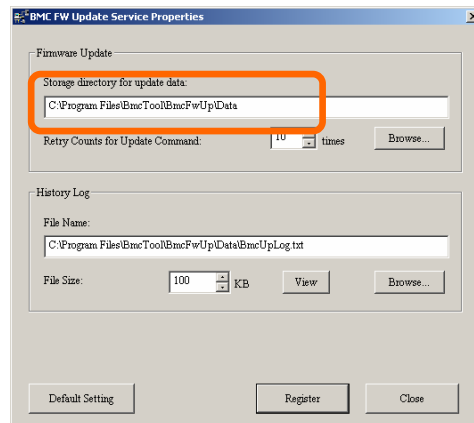 BMC FW Update Service Properties
Firmware Update
Storage directory for update data:
C:\Program Files\BmcTool\BmcFwUp\Data
Retry Counts for Update Command: 10 times Browse...
History Log
File Name:
C:\Program Files\BmcTool\BmcFwUp\Data\BmcUpLog.txt
File Size: 100 KB View Browse...
Default Setting Register Close